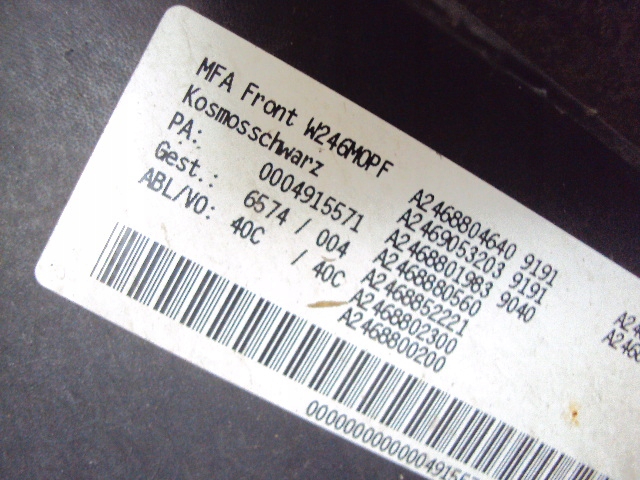 MFA Front W246MOPF
Kosmosschwarz
PA: 0004915571
Gest.: 6574 / 004
ABL/VO: 40C / 40C
A2468804640 9191
A2469053203 9191
A2468801983 9040
A2468880560
A2468852221
A2468802300
A2468800200